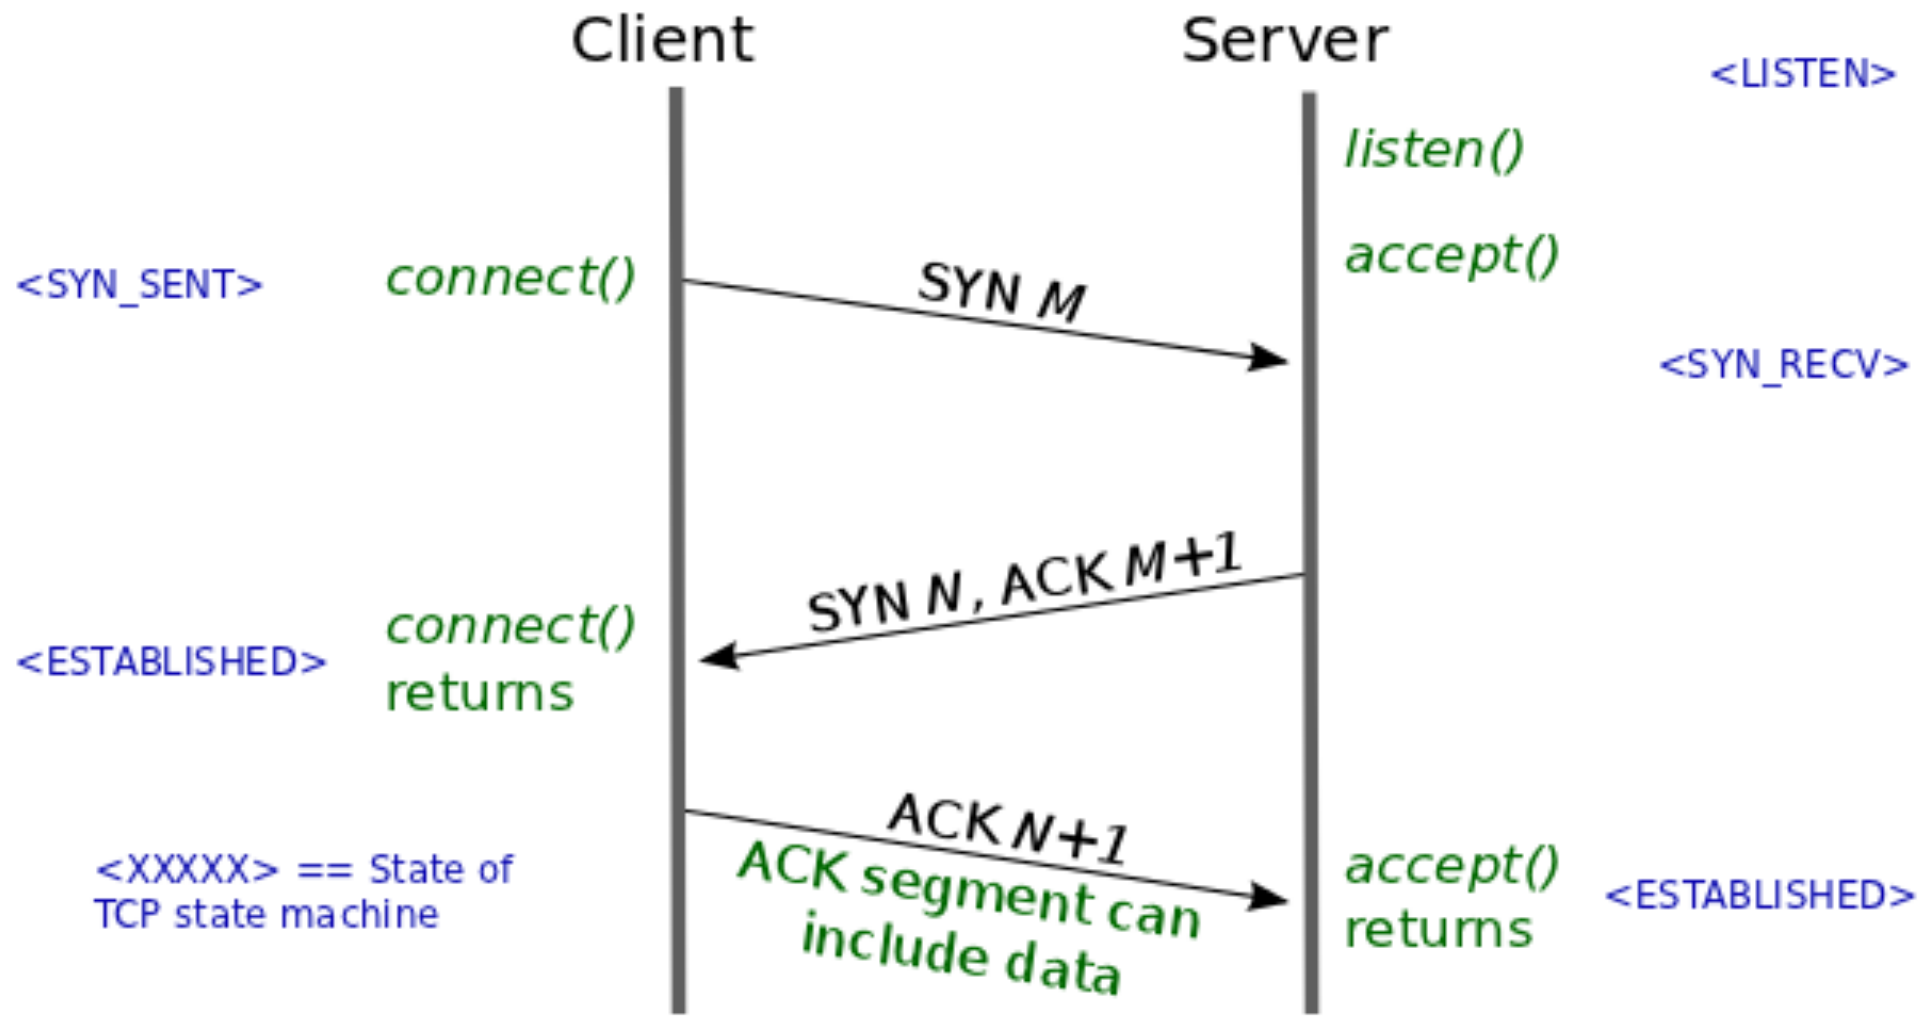 Client
Server
<LISTEN>
listen()
accept()
<SYN_SENT>
connect()
SYN M
<SYN_RECV>
SYN N, ACK M+1
connect()
returns
<ESTABLISHED>
ACK N+1
ACK segment can
include data
accept()
returns
<ESTABLISHED>
<XXXXX> == State of
TCP state machine